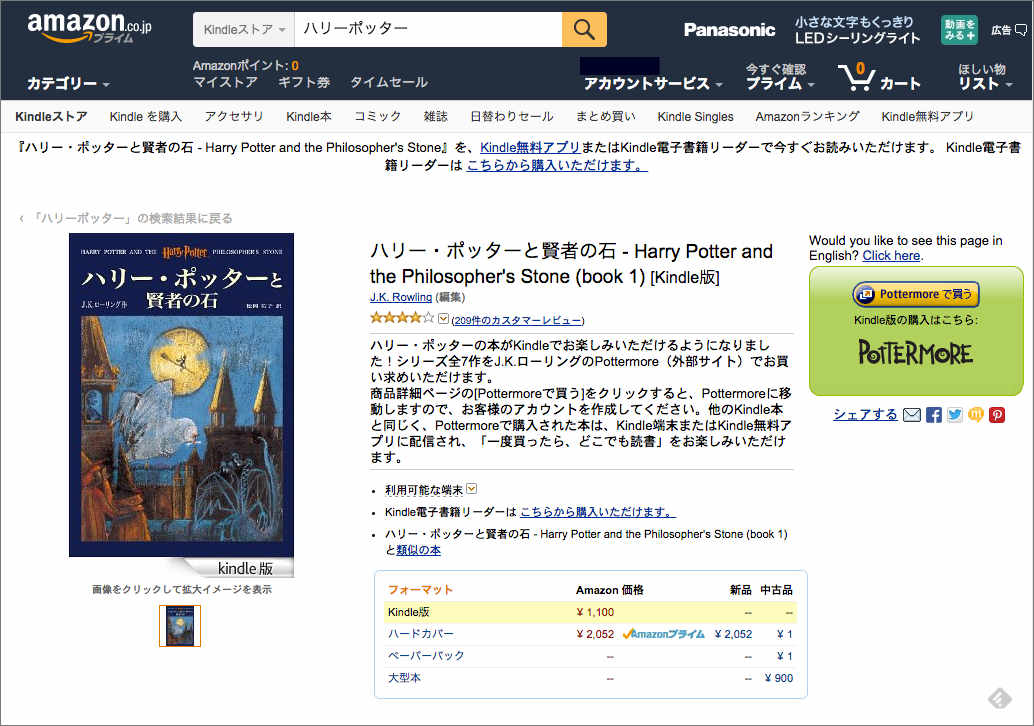 amazon.co.jp
プライム
Kindleストア
ハリーポッター
Panasonic
小さな文字もくっきり
LEDシーリングライト
動画を
みる+
広告
カテゴリー
Amazonポイント: 0
マイストア ギフト券 タイムセール
アカウントサービス
今すぐ確認
プライム
0
カート
ほしい物
リスト
Kindleストア Kindle を購入 アクセサリ Kindle本 コミック 雑誌 日替わりセール まとめ買い Kindle Singles Amazonランキング Kindle無料アプリ
『ハリー・ポッターと賢者の石 - Harry Potter and the Philosopher's Stone』を、Kindle無料アプリまたはKindle電子書籍リーダーで今すぐお読みいただけます。 Kindle電子書
籍リーダーは こちらから購入いただけます。
‹ 「ハリーポッター」の検索結果に戻る
HARRY POTTER AND THE Harry Potter PHILOSOPHER'S STONE
ハリー・ポッターと
賢者の石
J.K.ローリング作
松岡佑子 訳
kindle 版
画像をクリックして拡大イメージを表示
ハリー・ポッターと賢者の石 - Harry Potter and
the Philosopher's Stone (book 1) [Kindle版]
J.K. Rowling (編集)
(209件のカスタマーレビュー)
ハリー・ポッターの本がKindleでお楽しみいただけるようになりまし
た！シリーズ全7作をJ.K.ローリングのPottermore（外部サイト）でお買
い求めいただけます。
商品詳細ページの[Pottermoreで買う]をクリックすると、Pottermoreに移
動しますので、お客様のアカウントを作成してください。他のKindle本
と同じく、Pottermoreで購入された本は、Kindle端末またはKindle無料ア
プリに配信され、「一度買ったら、どこでも読書」をお楽しみいただけ
ます。
• 利用可能な端末
• Kindle電子書籍リーダーは こちらから購入いただけます。
• ハリー・ポッターと賢者の石 - Harry Potter and the Philosopher's Stone (book 1)
と類似の本
フォーマット Amazon 価格 新品 中古品
Kindle版 ¥ 1,100 -- --
ハードカバー ¥ 2,052 Amazonプライム ¥ 2,052 ¥ 1
ペーパーバック -- -- ¥ 1
大型本 -- -- ¥ 900
Would you like to see this page in
English? Click here.
Pottermore で買う
Kindle版の購入はこちら:
POTTERMORE
シェアする